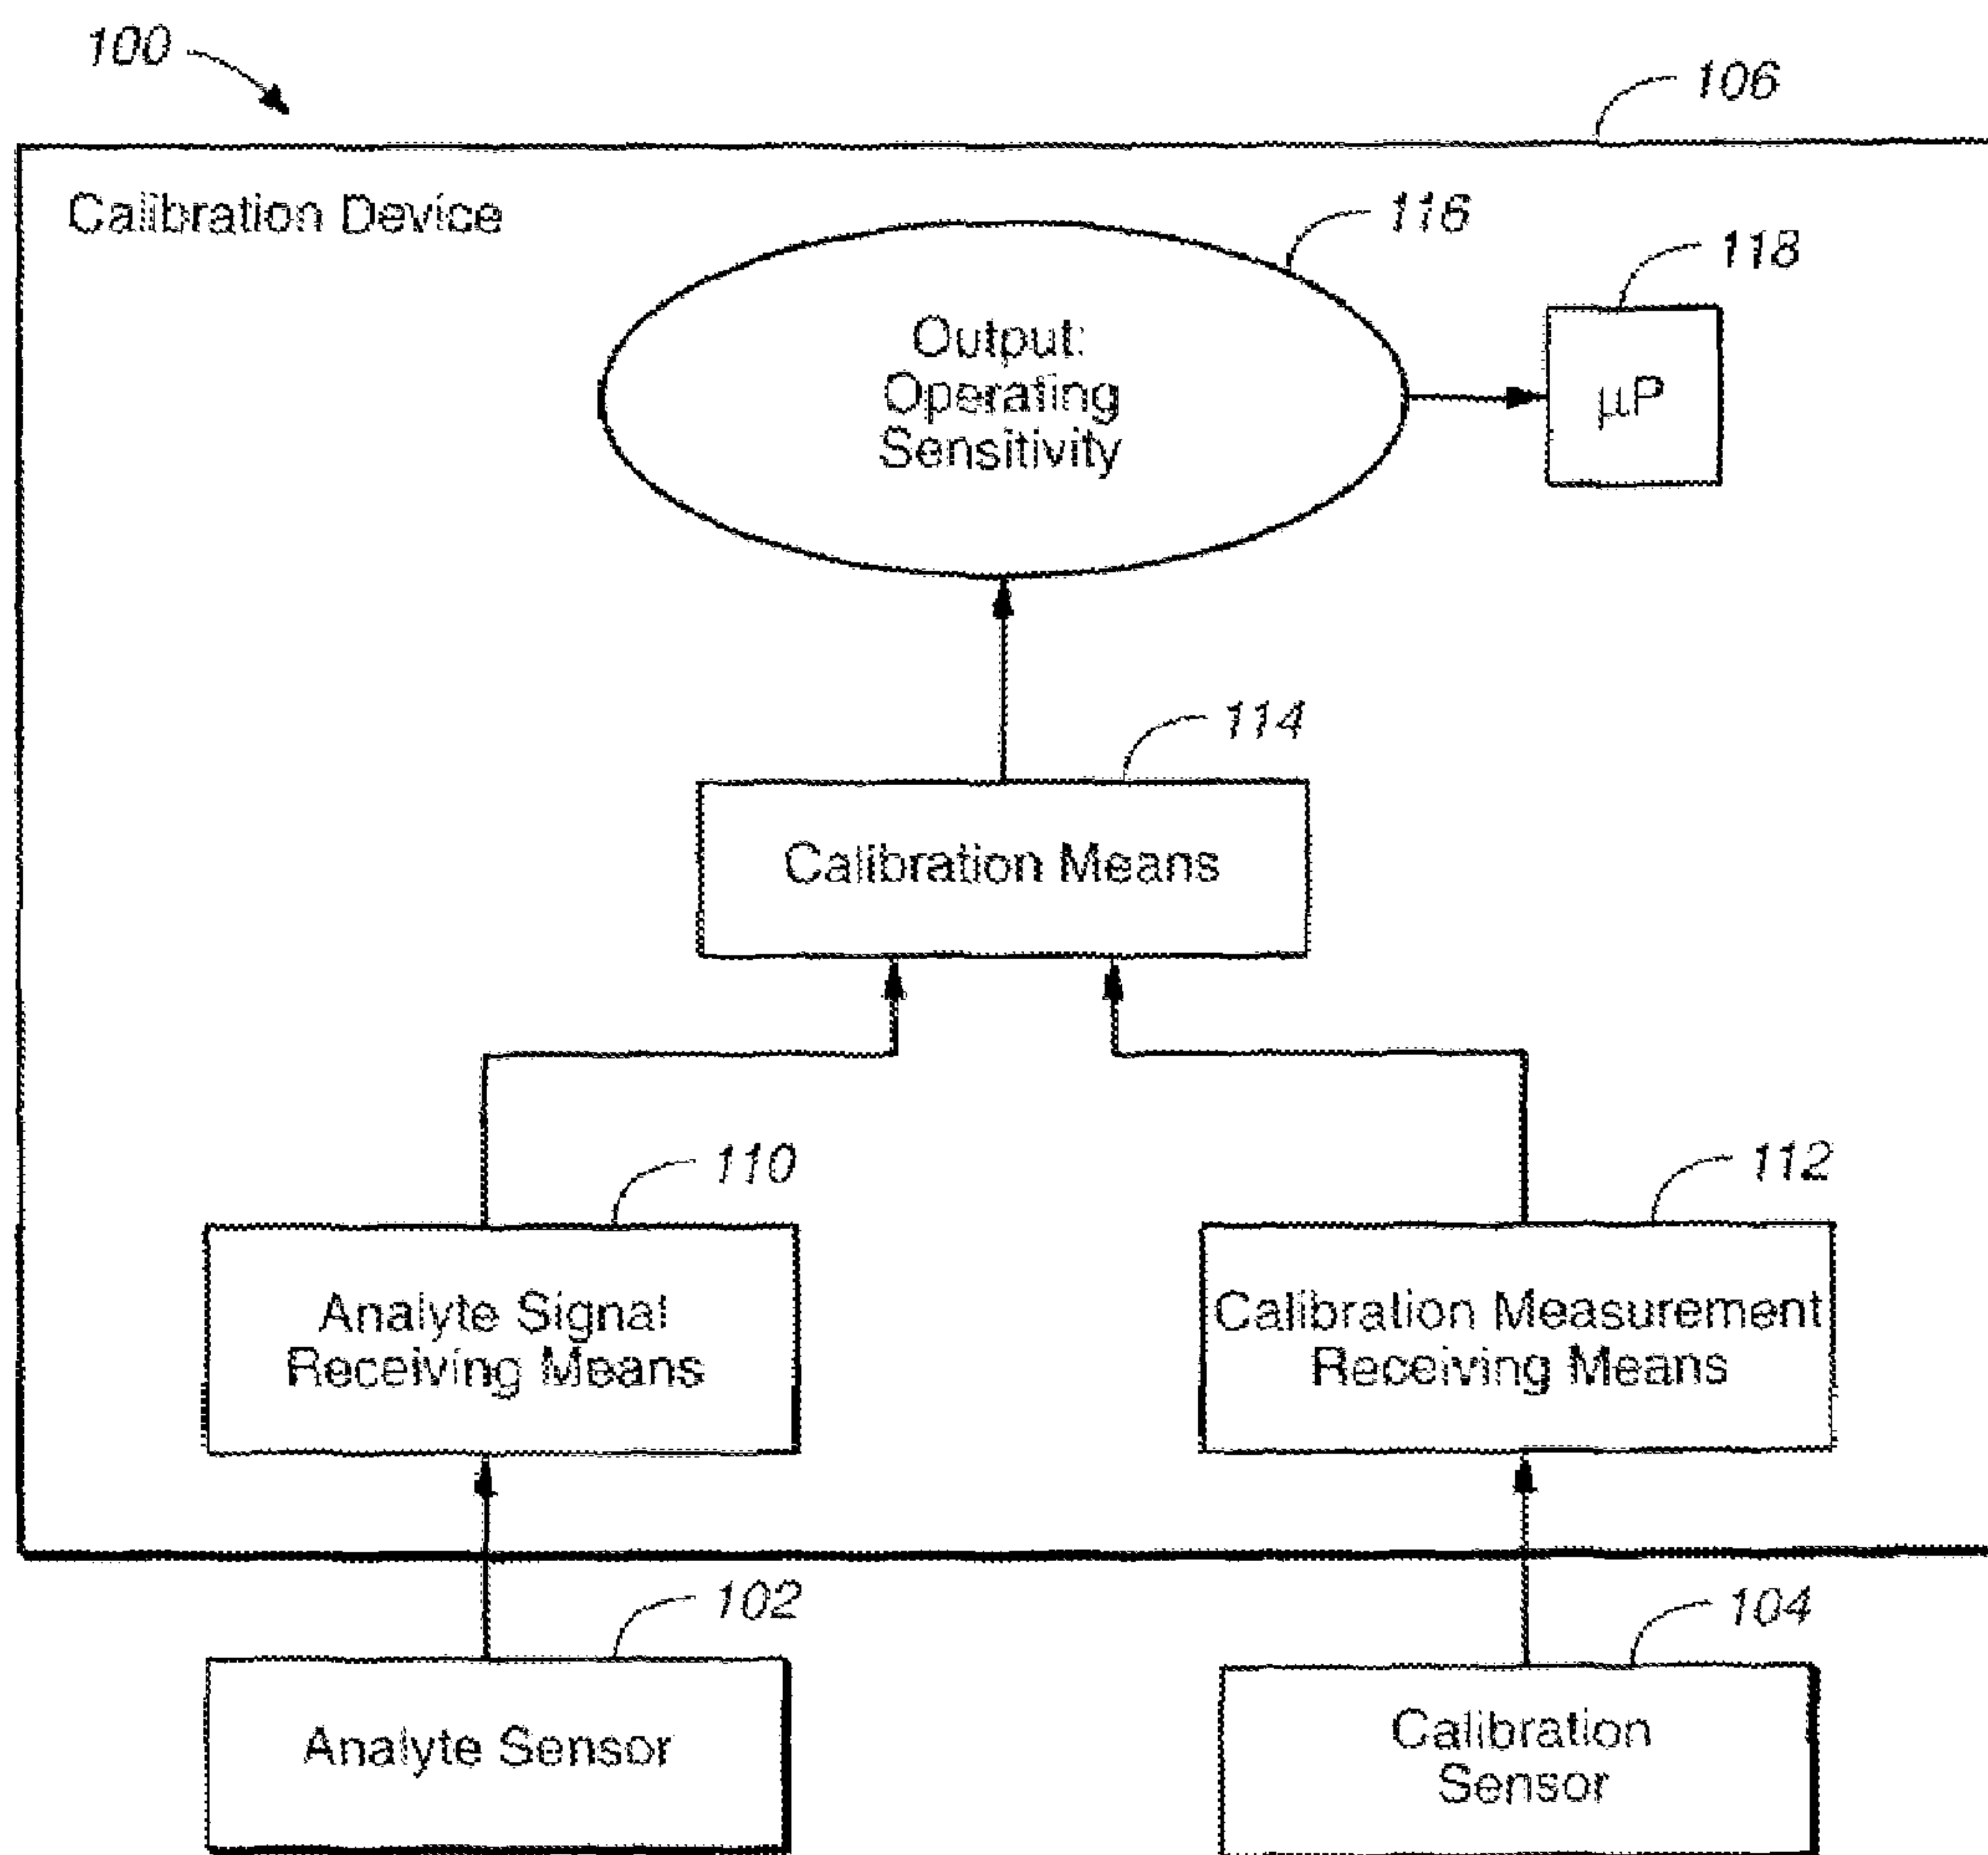 100
106
Calibration Device
116
118
Output:
Operating
Sensitivity
µP
114
Calibration Means
110
112
Analyte Signal
Receiving Means
Calibration Measurement
Receiving Means
102
104
Analyte Sensor
Calibration
Sensor